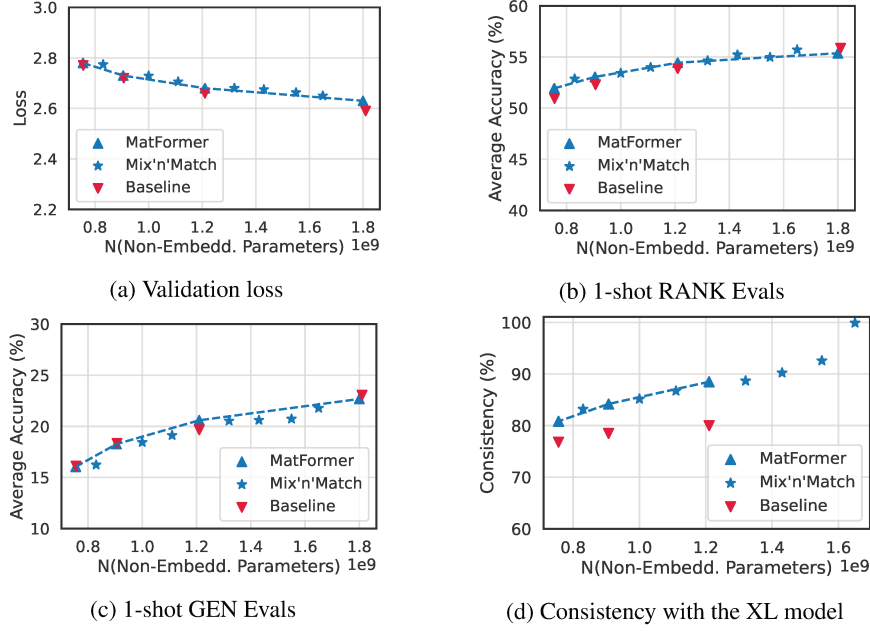 3.0
2.8
2.6
2.4
2.2
Loss
MatFormer
Mix'n'Match
Baseline
0.8 1.0 1.2 1.4 1.6 1.8
N(Non-Embedd. Parameters) 1e9
(a) Validation loss
60
55
50
45
40
Average Accuracy (%)
MatFormer
Mix'n'Match
Baseline
0.8 1.0 1.2 1.4 1.6 1.8
N(Non-Embedd. Parameters) 1e9
(b) 1-shot RANK Evals
30
25
20
15
10
Average Accuracy (%)
MatFormer
Mix'n'Match
Baseline
0.8 1.0 1.2 1.4 1.6 1.8
N(Non-Embedd. Parameters) 1e9
(c) 1-shot GEN Evals
100
90
80
70
60
Consistency (%)
MatFormer
Mix'n'Match
Baseline
0.8 1.0 1.2 1.4 1.6
N(Non-Embedd. Parameters) 1e9
(d) Consistency with the XL model